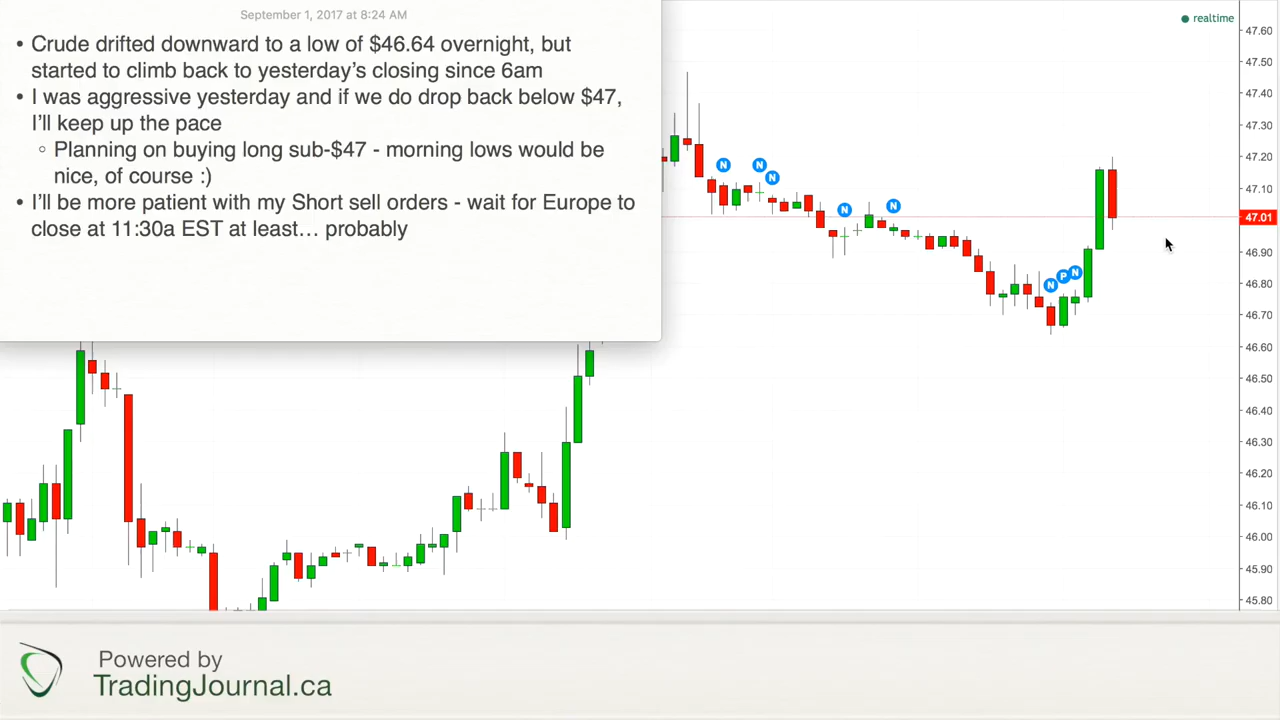 September 1, 2017 at 8:24 AM
• Crude drifted downward to a low of $46.64 overnight, but
started to climb back to yesterday’s closing since 6am
• I was aggressive yesterday and if we do drop back below $47,
I’ll keep up the pace
◦ Planning on buying long sub-$47 - morning lows would be
nice, of course :)
• I’ll be more patient with my Short sell orders - wait for Europe to
close at 11:30a EST at least… probably
realtime
47.60
47.50
47.40
47.30
47.20
47.10
47.01
46.90
46.80
46.70
46.60
46.50
46.40
46.30
46.20
46.10
46.00
45.90
45.80
N
N
N
N
N
N
P
N
Powered by
TradingJournal.ca